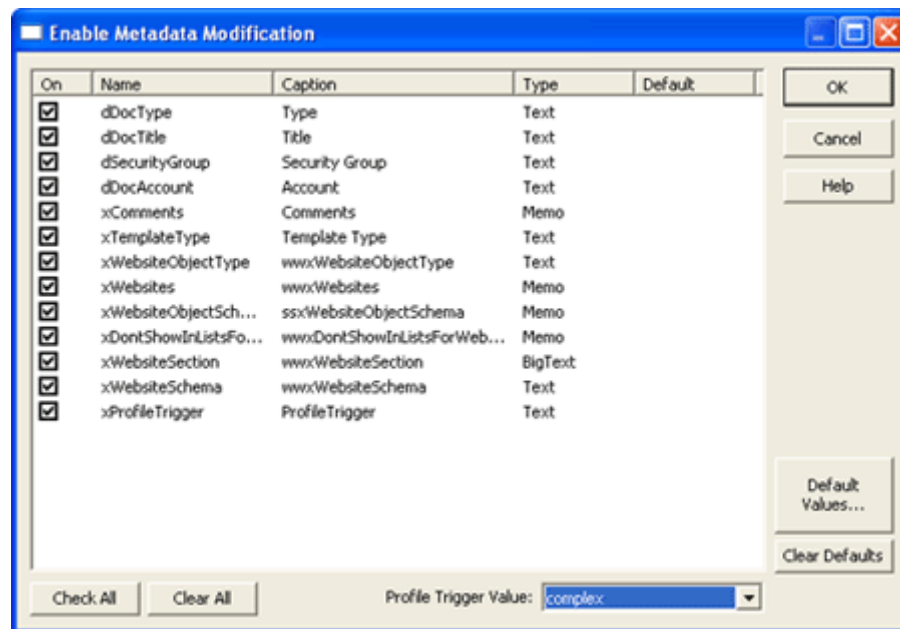 Enable Metadata Modification
On Name Caption Type Default
dDocType Type Text
dDocTitle Title Text
dSecurityGroup Security Group Text
dDocAccount Account Text
xComments Comments Memo
xTemplateType Template Type Text
xWebsiteObjectType wwxWebsiteObjectType Text
xWebsites wwxWebsites Memo
xWebsiteObjectSch... ssxWebsiteObjectSchema Memo
xDontShowInListsFo... wwxDontShowInListsForWeb... Memo
xWebsiteSection wwxWebsiteSection BigText
xWebsiteSchema wwxWebsiteSchema Text
xProfileTrigger ProfileTrigger Text
OK
Cancel
Help
Default
Values...
Clear Defaults
Check All Clear All Profile Trigger Value: complex